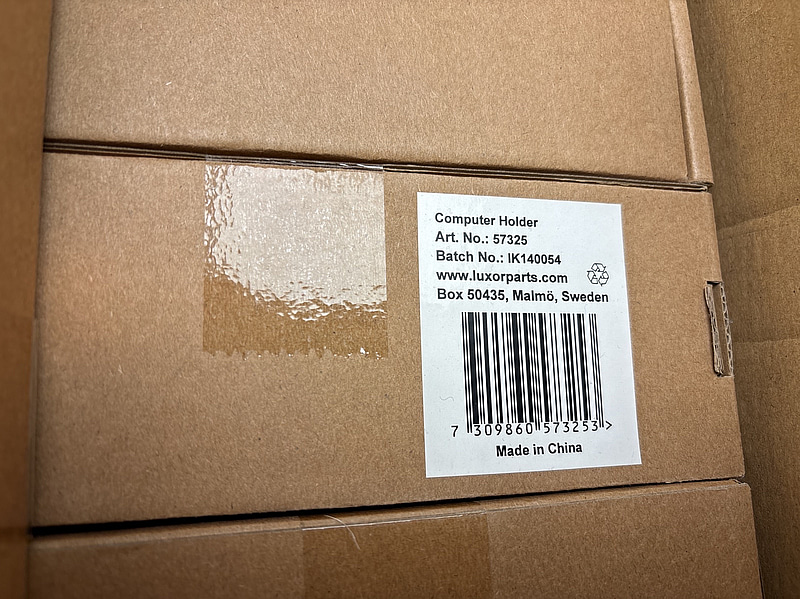 Computer Holder
Art. No.: 57325
Batch No.: IK140054
www.luxorparts.com
Box 50435, Malmö, Sweden
7 309860 573253 >
Made in China